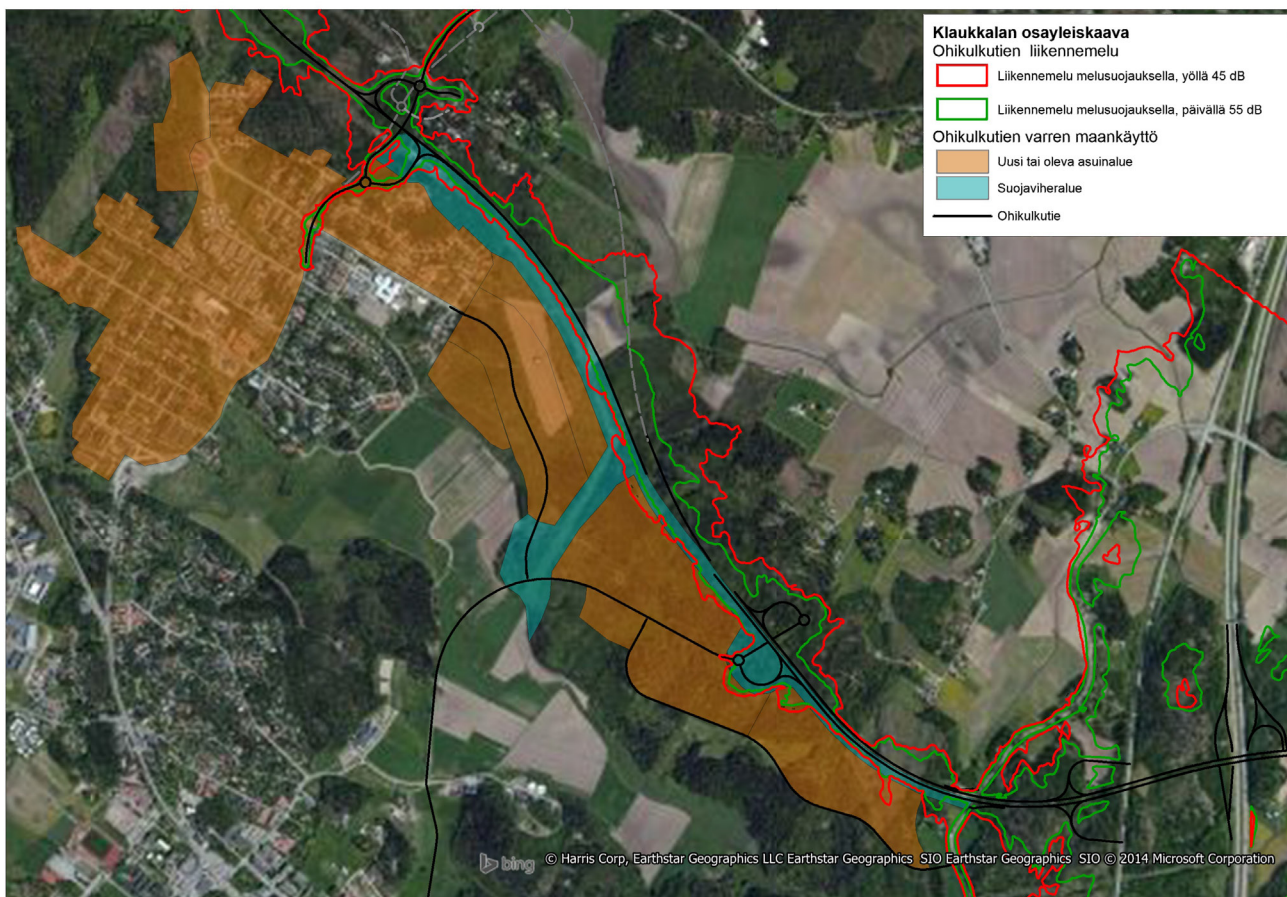 Klaukkalan osayleiskaava
Ohikulkutien liikennemelu
Liikennemelu melusuojauksella, yöllä 45 dB
Liikennemelu melusuojauksella, päivällä 55 dB
Ohikulkutien varren maankäyttö
Uusi tai oleva asuinalue
Suojaviheralue
Ohikulkutie
bing © Harris Corp, Earthstar Geographics LLC Earthstar Geographics SIO Earthstar Geographics SIO © 2014 Microsoft Corporation